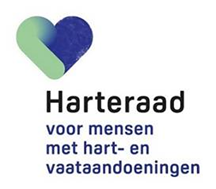 Harteraad
voor mensen
met hart- en
vaataandoeningen